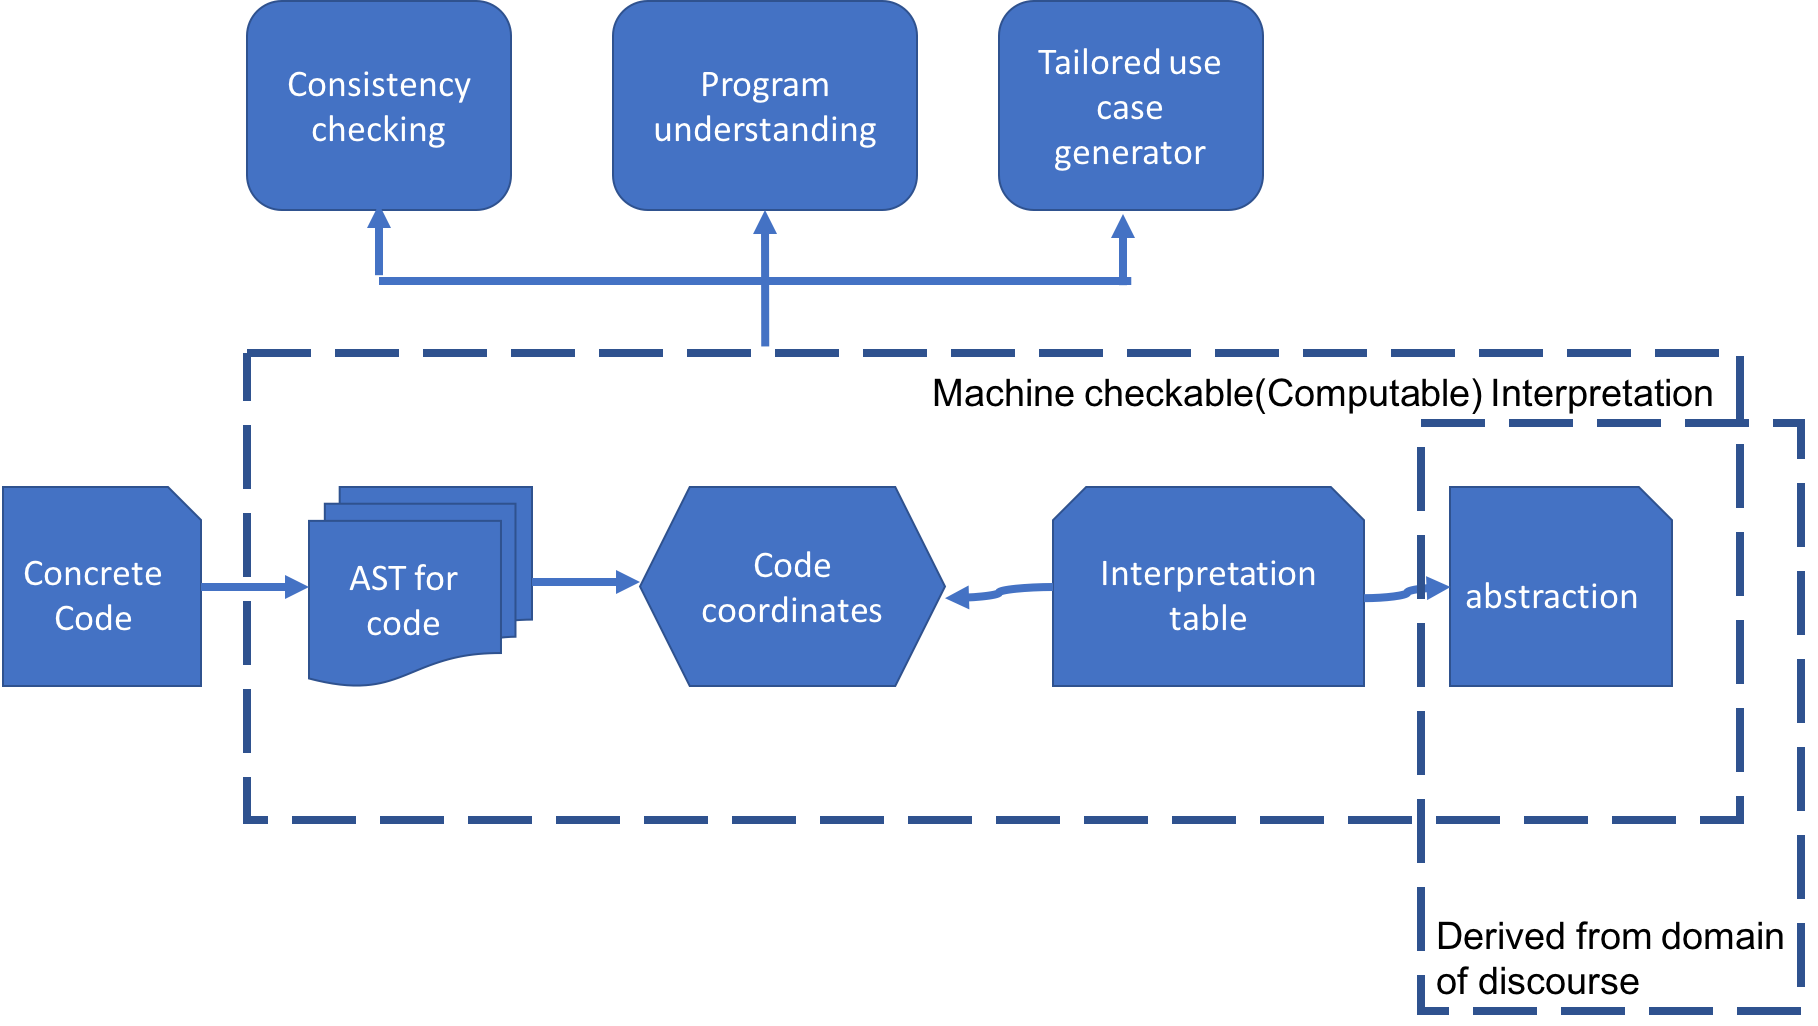 Consistency
checking
Program
understanding
Tailored use
case
generator
Machine checkable(Computable) Interpretation
Concrete
Code
AST for
code
Code
coordinates
Interpretation
table
abstraction
Derived from domain
of discourse